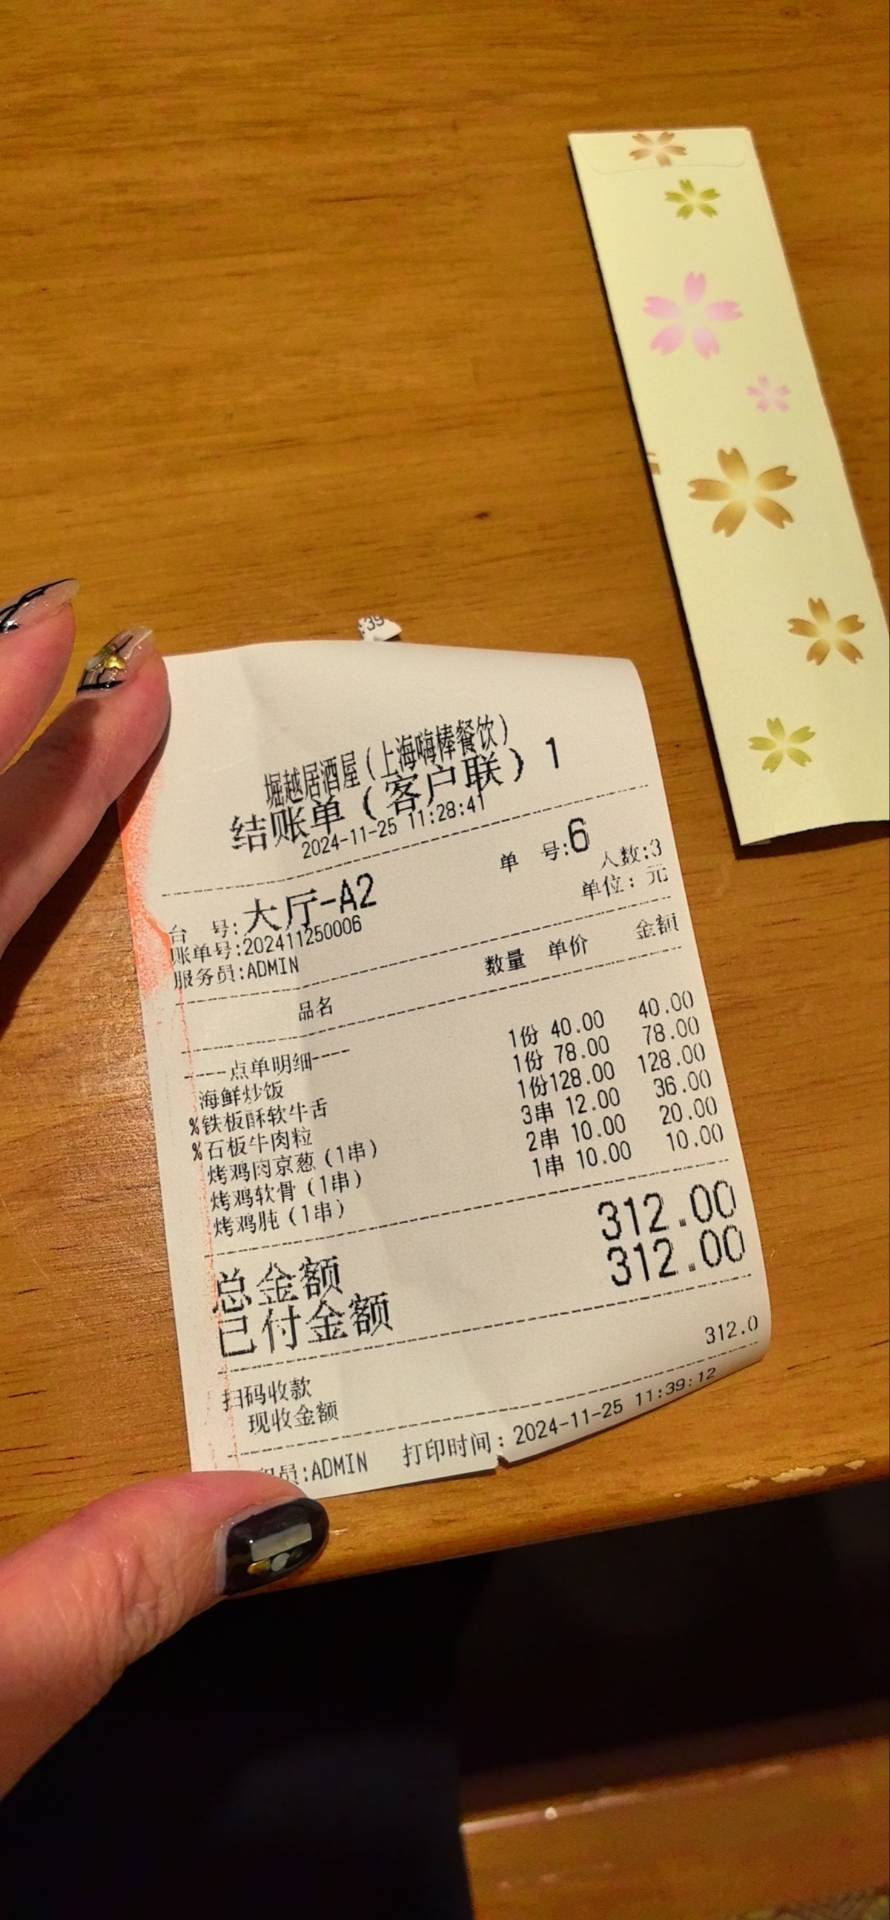 :39
堀越居酒屋(上海嗨棒餐饮)
结账单(客户联) 1
2024-11-25 11:28:41
单 号:6
台 号:大厅-A2 人数:3
账单号:202411250006 单位: 元
服务员:ADMIN
品名 数量 单价 金额
----点单明细----
海鲜炒饭 1份 40.00 40.00
%铁板酥软牛舌 1份 78.00 78.00
%石板牛肉粒 1份128.00 128.00
烤鸡肉京葱(1串) 3串 12.00 36.00
烤鸡软骨(1串) 2串 10.00 20.00
烤鸡肫(1串) 1串 10.00 10.00
总金额 312.00
已付金额 312.00
扫码收款 312.0
现收金额
员:ADMIN 打印时间: 2024-11-25 11:39:12